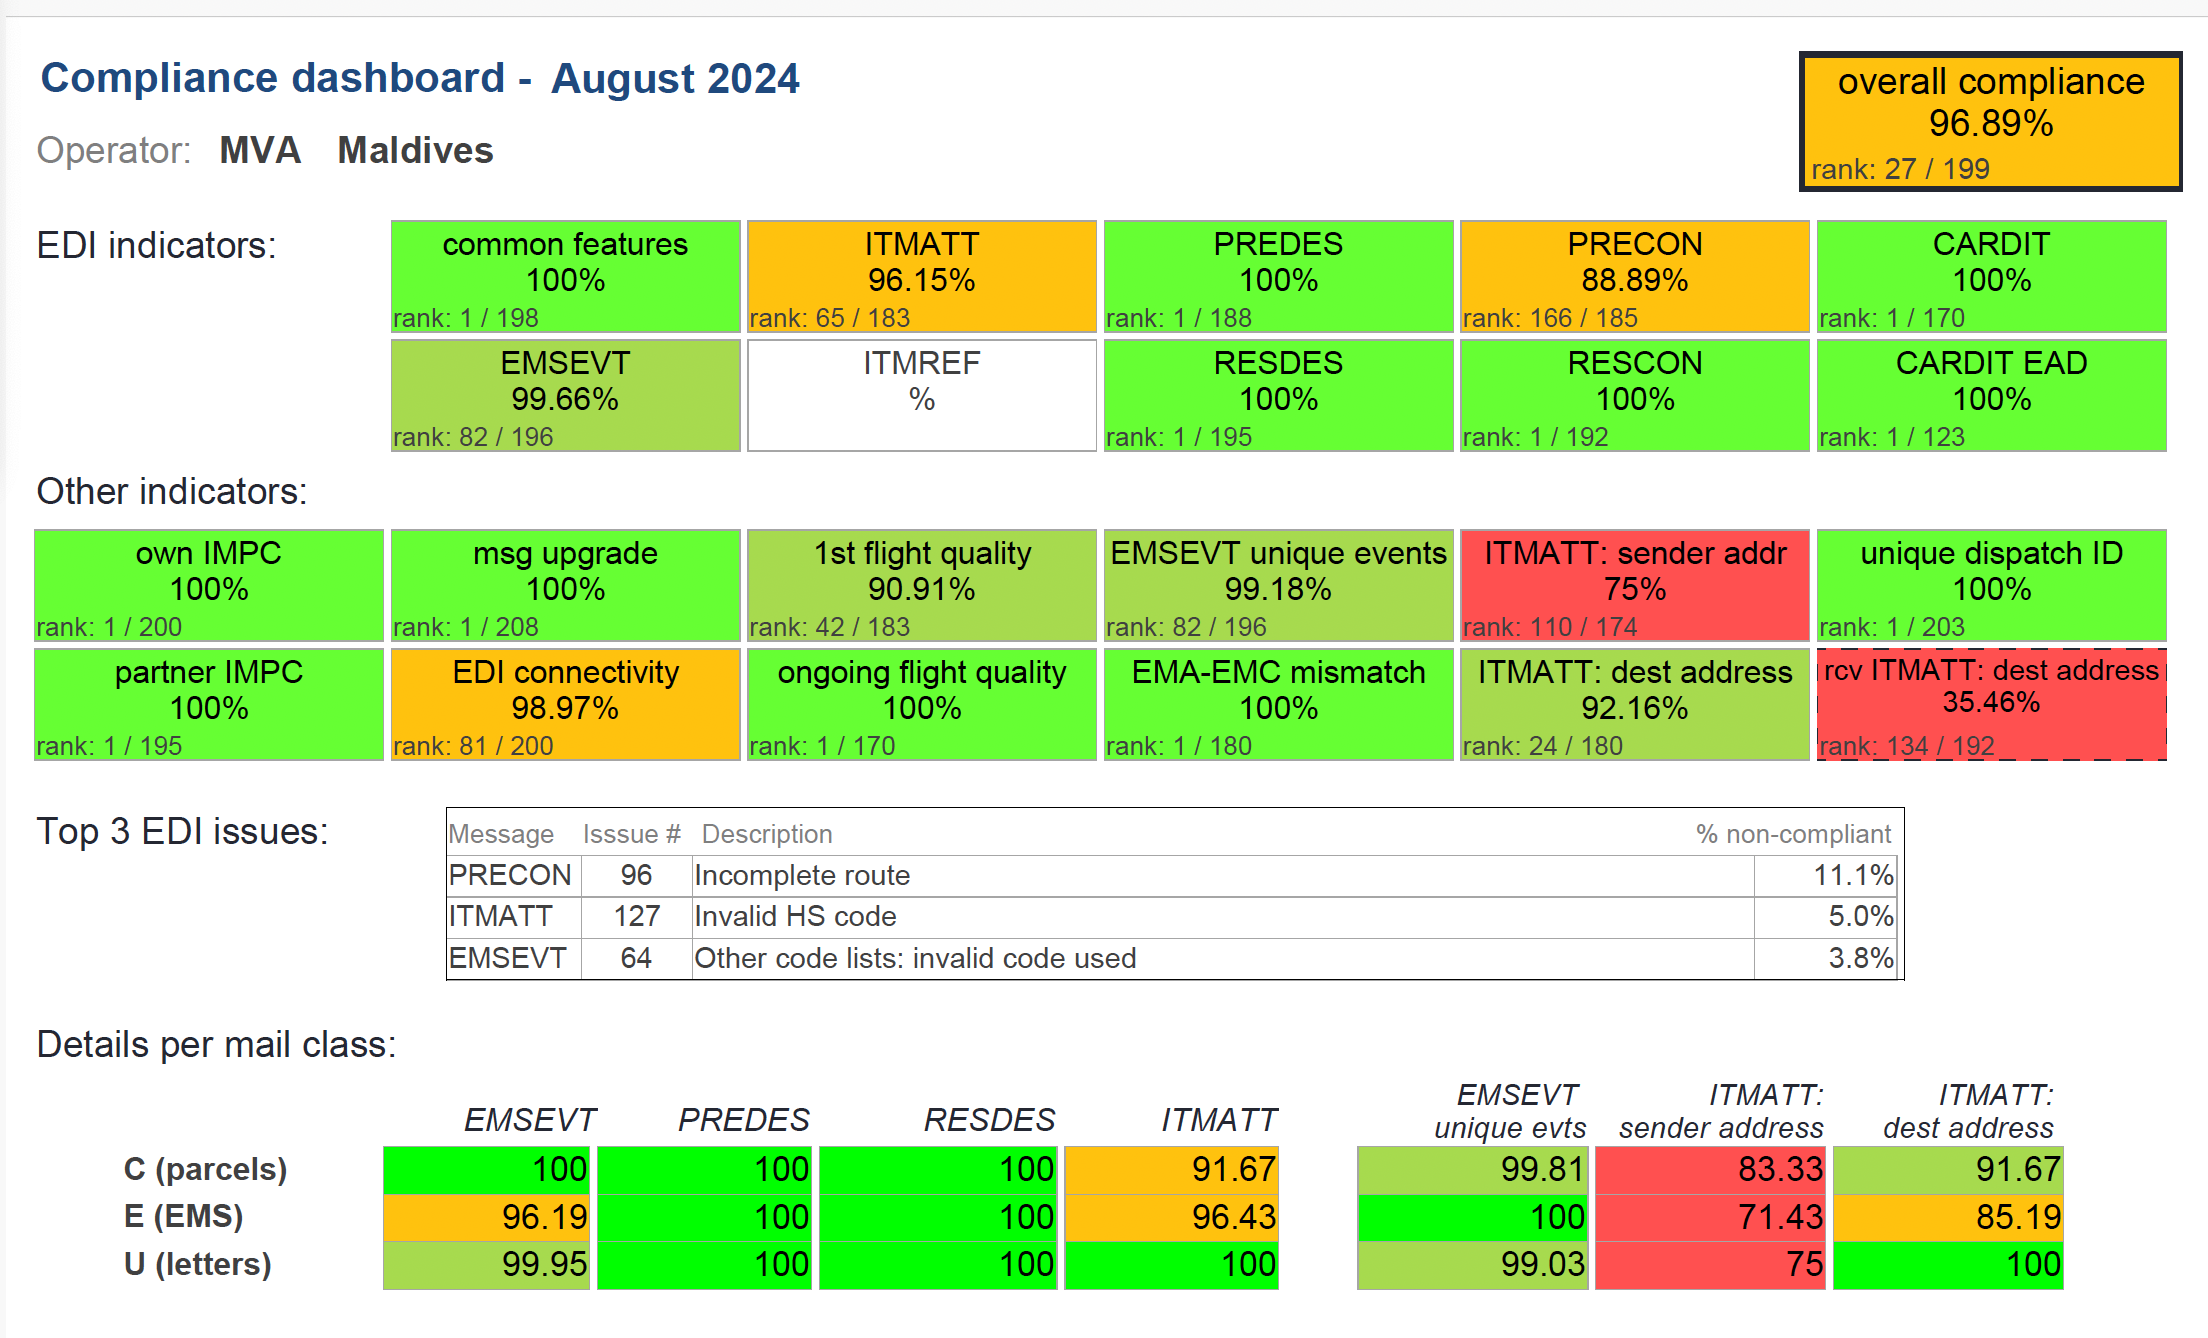 Compliance dashboard - August 2024
overall compliance
96.89%
rank: 27 / 199
Operator: MVA Maldives
EDI indicators:
common features
100%
rank: 1 / 198
ITMATT
96.15%
rank: 65 / 183
PREDES
100%
rank: 1 / 188
PRECON
88.89%
rank: 166 / 185
CARDIT
100%
rank: 1 / 170
EMSEVT
99.66%
rank: 82 / 196
ITMREF
%
RESDES
100%
rank: 1 / 195
RESCON
100%
rank: 1 / 192
CARDIT EAD
100%
rank: 1 / 123
Other indicators:
own IMPC
100%
rank: 1 / 200
msg upgrade
100%
rank: 1 / 208
1st flight quality
90.91%
rank: 42 / 183
EMSEVT unique events
99.18%
rank: 82 / 196
ITMATT: sender addr
75%
rank: 110 / 174
unique dispatch ID
100%
rank: 1 / 203
partner IMPC
100%
rank: 1 / 195
EDI connectivity
98.97%
rank: 81 / 200
ongoing flight quality
100%
rank: 1 / 170
EMA-EMC mismatch
100%
rank: 1 / 180
ITMATT: dest address
92.16%
rank: 24 / 180
rcv ITMATT: dest address
35.46%
rank: 134 / 192
Top 3 EDI issues:
Message Isssue # Description % non-compliant
PRECON 96 Incomplete route 11.1%
ITMATT 127 Invalid HS code 5.0%
EMSEVT 64 Other code lists: invalid code used 3.8%
Details per mail class:
EMSEVT PREDES RESDES ITMATT
EMSEVT
unique evts
ITMATT:
sender address
ITMATT:
dest address
C (parcels) 100 100 100 91.67 99.81 83.33 91.67
E (EMS) 96.19 100 100 96.43 100 71.43 85.19
U (letters) 99.95 100 100 100 99.03 75 100